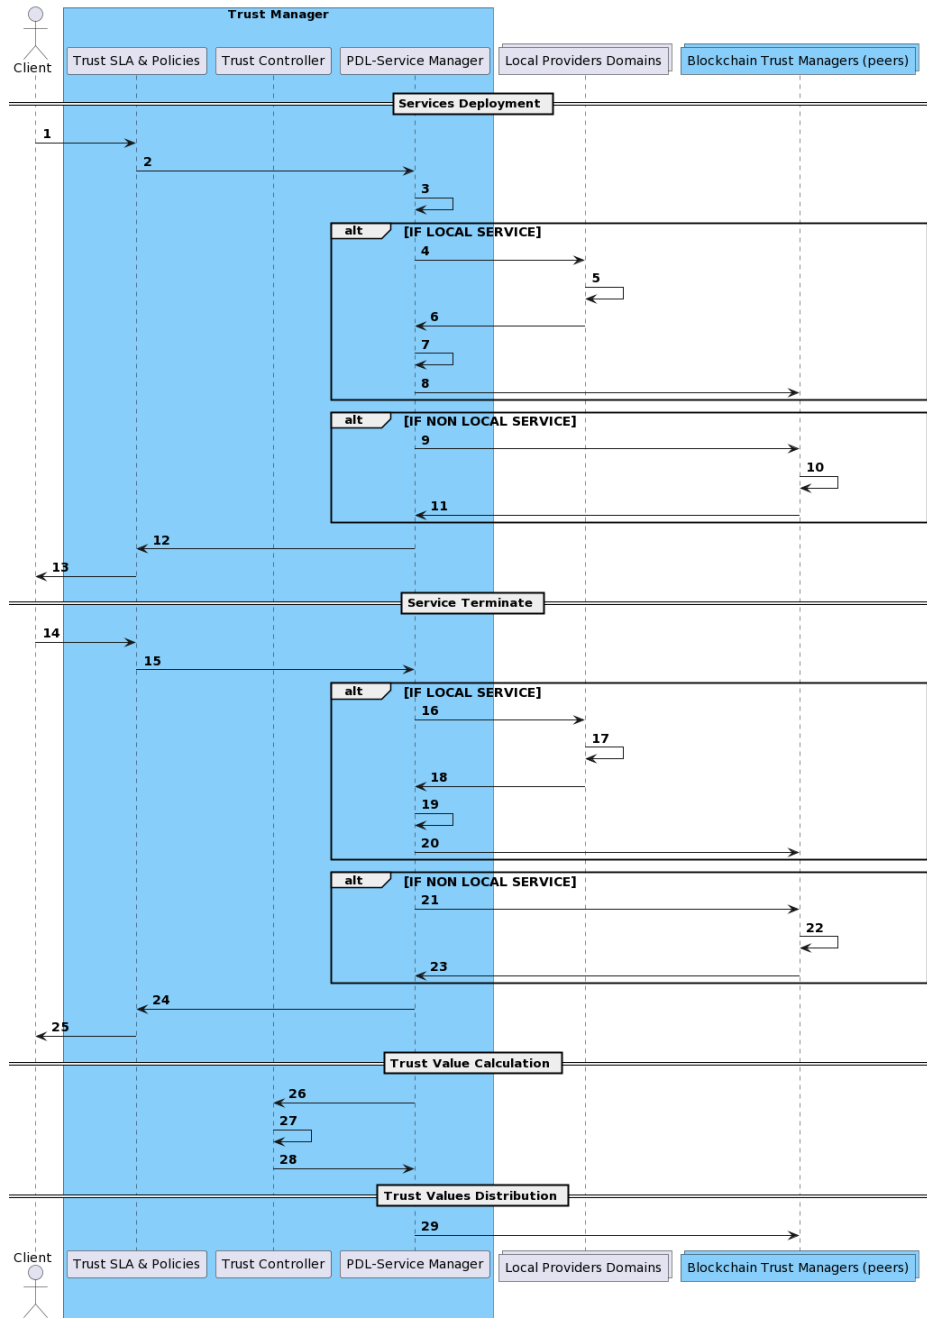 Trust Manager
Client
Trust SLA & Policies
Trust Controller
PDL-Service Manager
Local Providers Domains
Blockchain Trust Managers (peers)
Services Deployment
1
2
3
alt [IF LOCAL SERVICE]
4
5
6
7
8
alt [IF NON LOCAL SERVICE]
9
10
11
12
13
Service Terminate
14
15
alt [IF LOCAL SERVICE]
16
17
18
19
20
alt [IF NON LOCAL SERVICE]
21
22
23
24
25
Trust Value Calculation
26
27
28
Trust Values Distribution
29
Client
Trust SLA & Policies
Trust Controller
PDL-Service Manager
Local Providers Domains
Blockchain Trust Managers (peers)